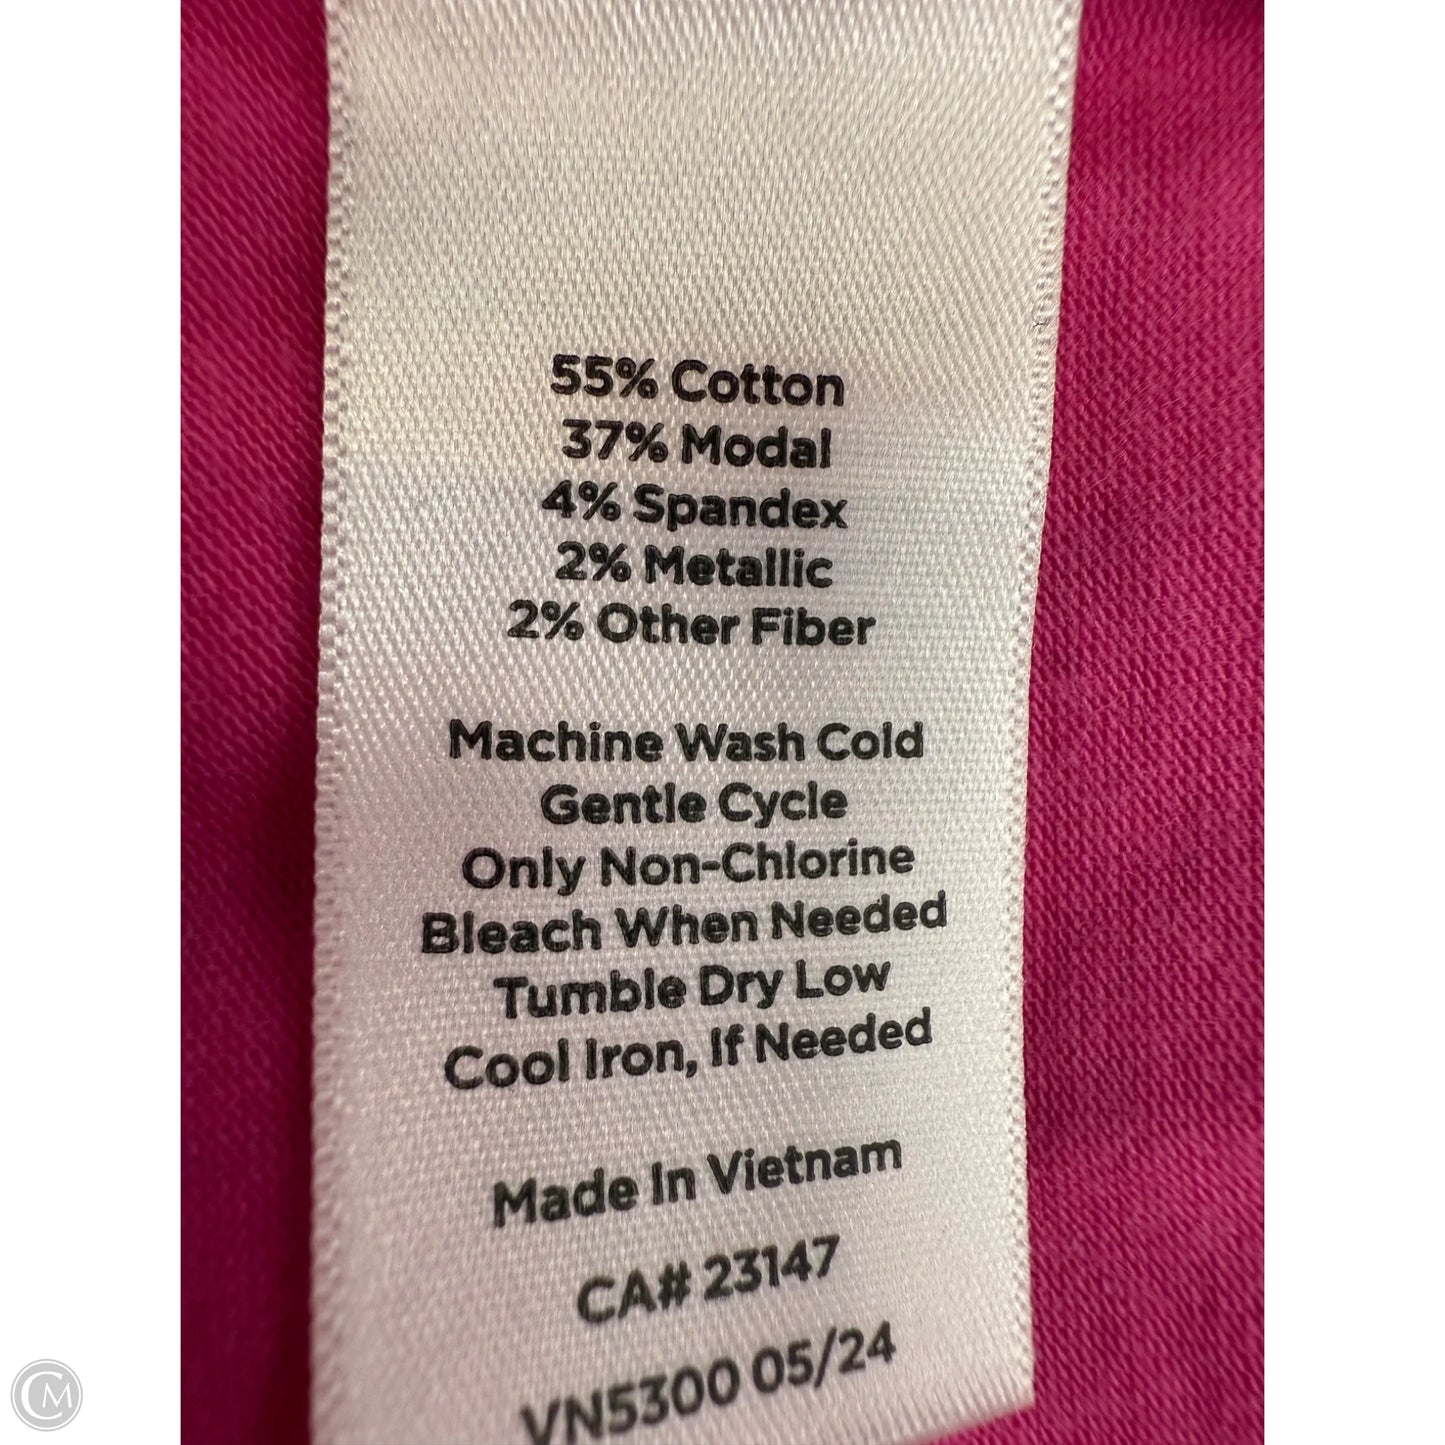 55% Cotton
37% Modal
4% Spandex
2% Metallic
2% Other Fiber
Machine Wash Cold
Gentle Cycle
Only Non-Chlorine
Bleach When Needed
Tumble Dry Low
Cool Iron, If Needed
Made In Vietnam
CA# 23147
VN5300 05/24
CM